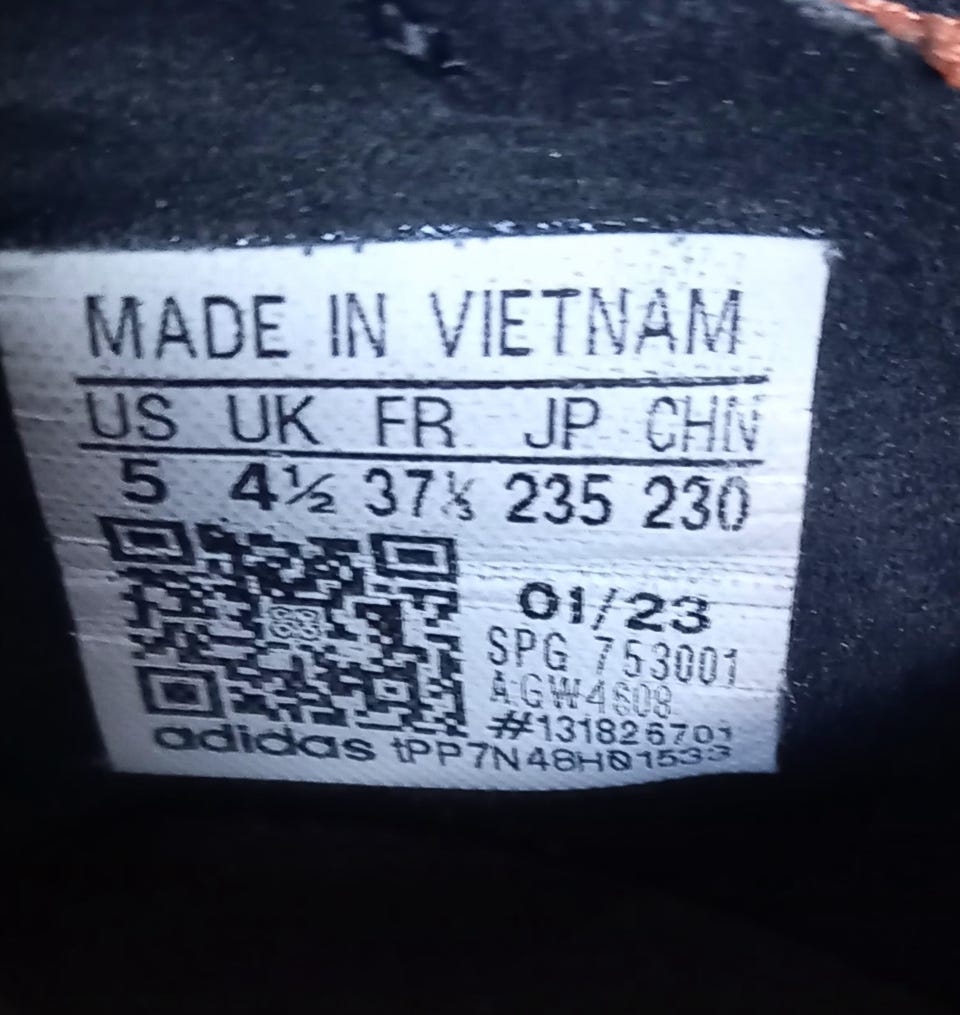 MADE IN VIETNAM
US UK FR JP CHN
5 4½ 37⅓ 235 230
01/23
SPG 753001
AGW4608
#131826701
adidas tPP7N48H01533